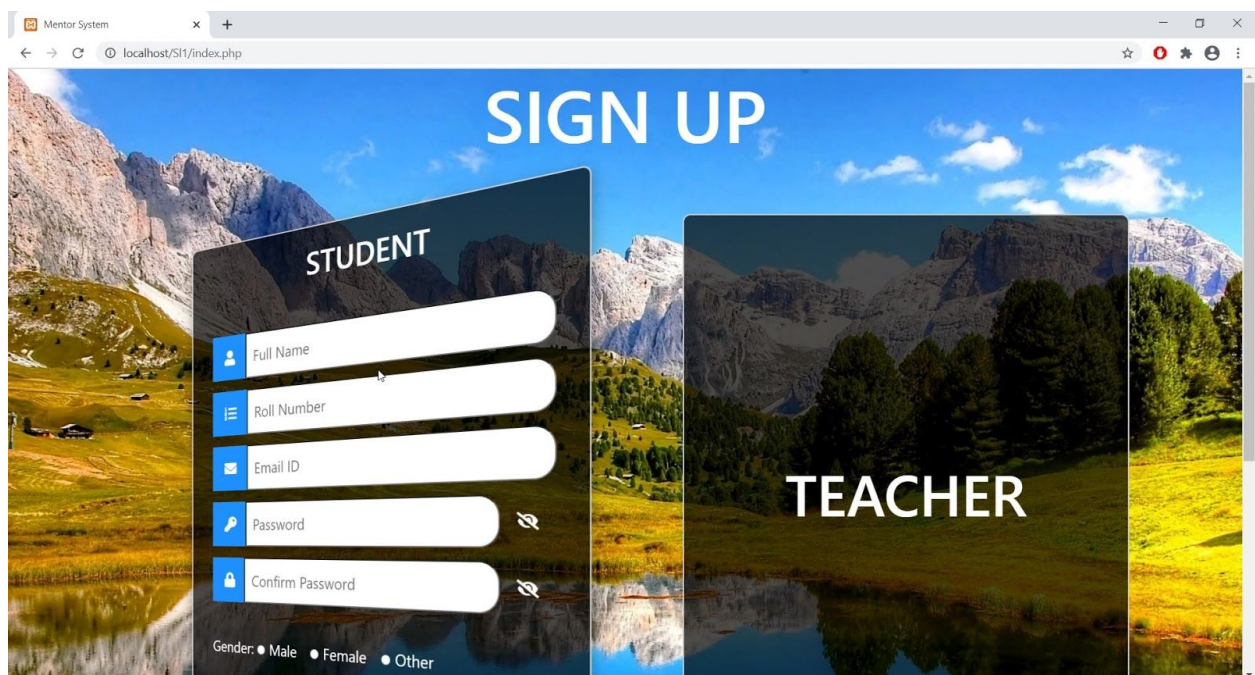 Mentor System
localhost/Sl1/index.php
SIGN UP
STUDENT
Full Name
Roll Number
Email ID
Password
Confirm Password
Gender: Male Female Other
TEACHER